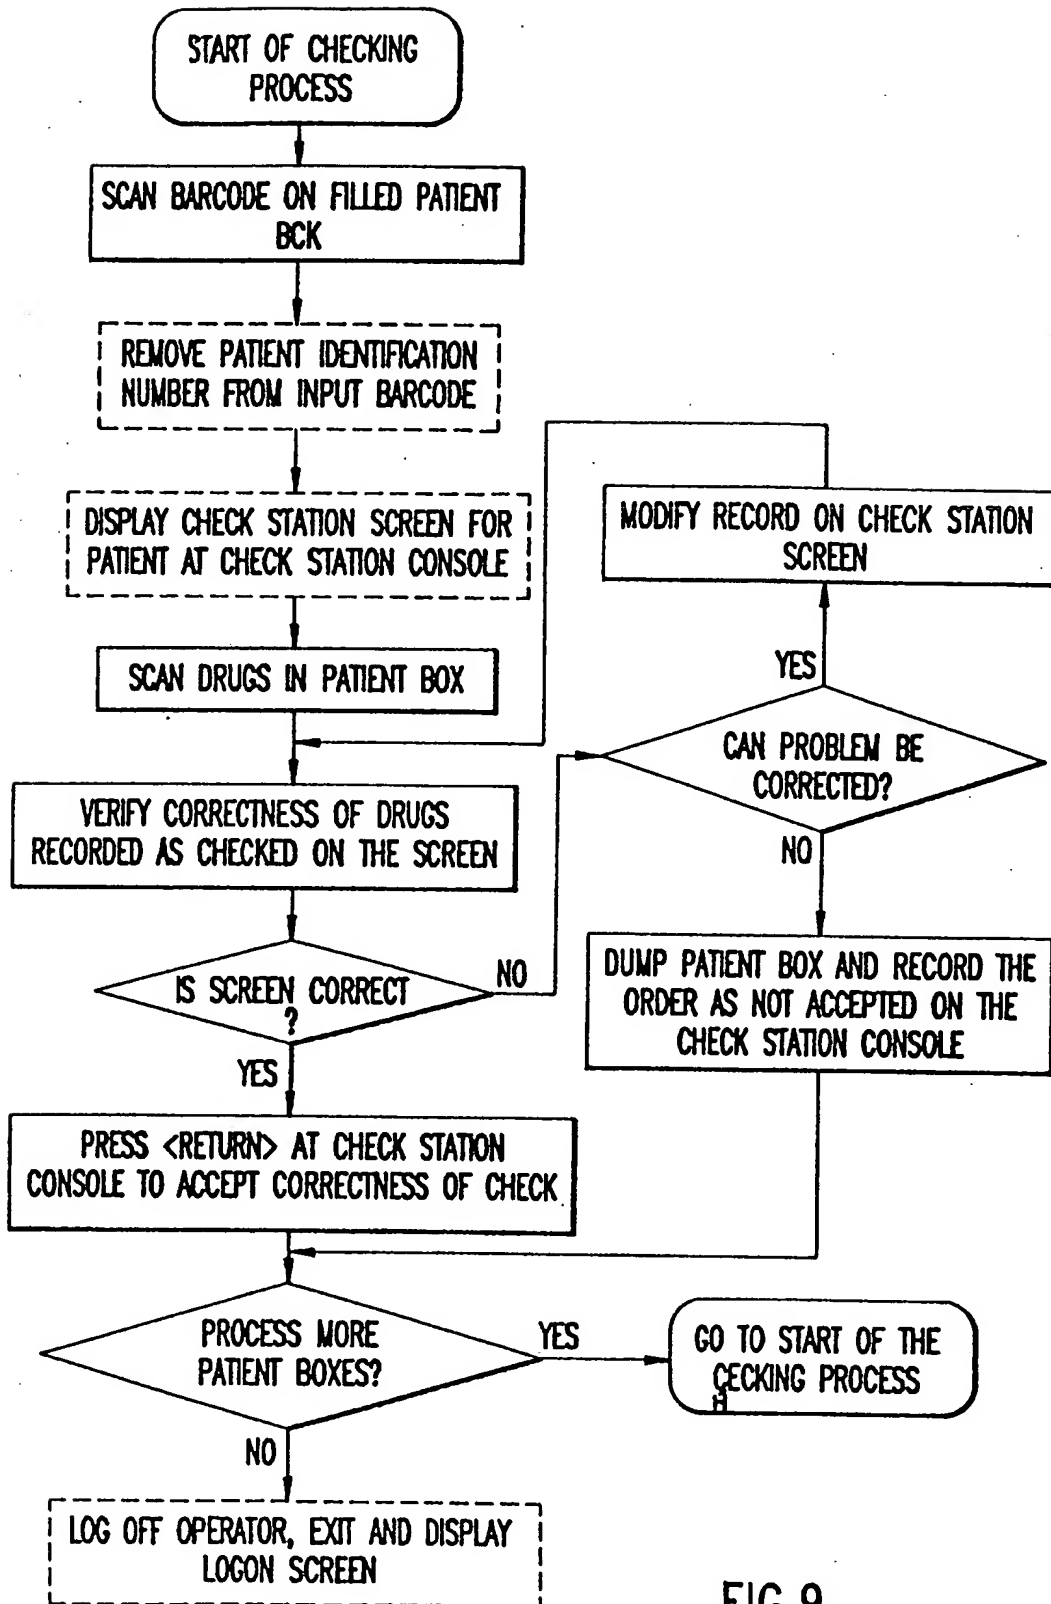 START OF CHECKING
PROCESS
SCAN BARCODE ON FILLED PATIENT
BCK
REMOVE PATIENT IDENTIFICATION
NUMBER FROM INPUT BARCODE
DISPLAY CHECK STATION SCREEN FOR
PATIENT AT CHECK STATION CONSOLE
SCAN DRUGS IN PATIENT BOX
VERIFY CORRECTNESS OF DRUGS
RECORDED AS CHECKED ON THE SCREEN
IS SCREEN CORRECT
?
NO
YES
MODIFY RECORD ON CHECK STATION
SCREEN
YES
CAN PROBLEM BE
CORRECTED?
NO
DUMP PATIENT BOX AND RECORD THE
ORDER AS NOT ACCEPTED ON THE
CHECK STATION CONSOLE
PRESS <RETURN> AT CHECK STATION
CONSOLE TO ACCEPT CORRECTNESS OF CHECK
PROCESS MORE
PATIENT BOXES?
YES
GO TO START OF THE
CECKING PROCESS
H
NO
LOG OFF OPERATOR, EXIT AND DISPLAY
LOGON SCREEN
FIG. 9